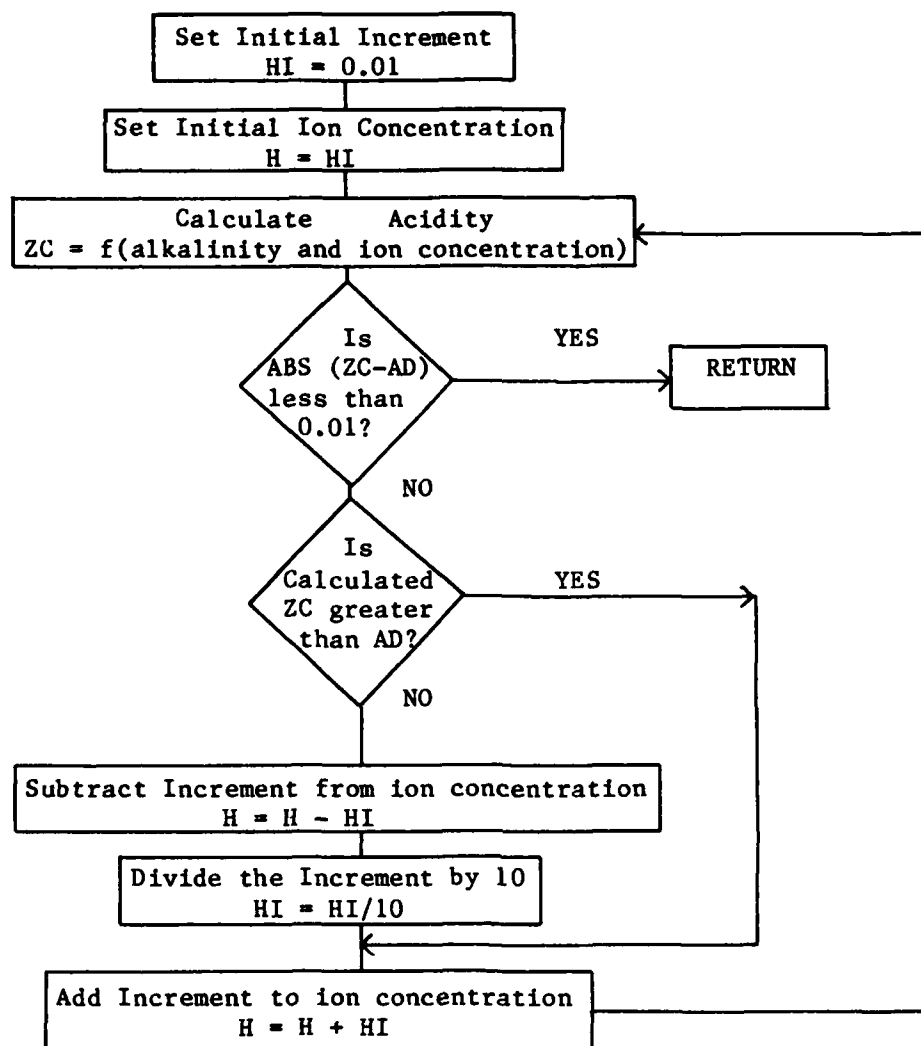 Set Initial Increment
HI = 0.01
Set Initial Ion Concentration
H = HI
Calculate Acidity
ZC = f(alkalinity and ion concentration)
Is
ABS (ZC-AD)
less than
0.01?
YES
RETURN
NO
Is
Calculated
ZC greater
than AD?
YES
NO
Subtract Increment from ion concentration
H = H - HI
Divide the Increment by 10
HI = HI/10
Add Increment to ion concentration
H = H + HI